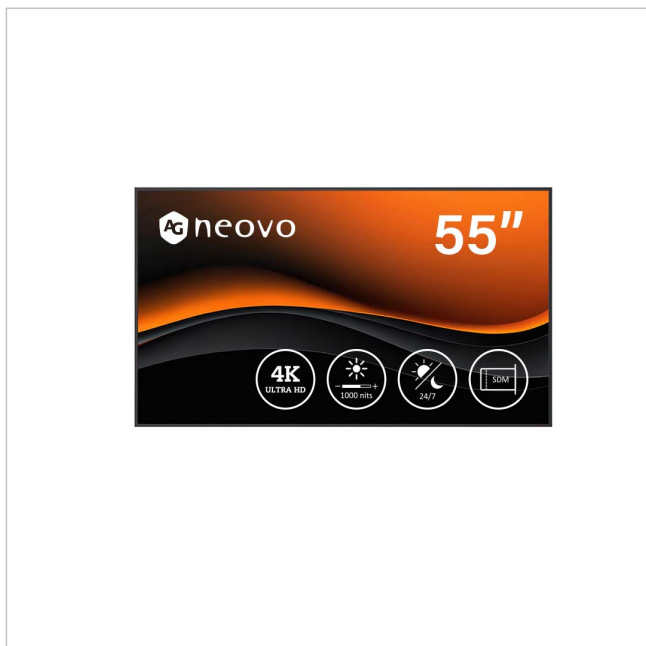 AG neovo
55"
4K
ULTRA HD
- +
1000 nits
24/7
SDM